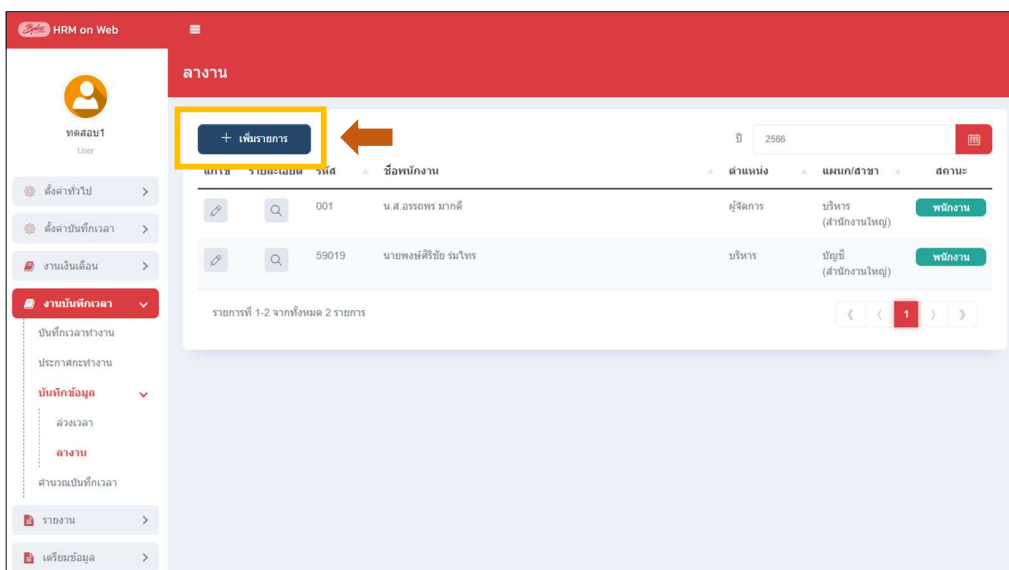 Byplus HRM on Web
ทดสอบ1
User
ตั้งค่าทั่วไป
ตั้งค่าบันทึกเวลา
งานเงินเดือน
งานบันทึกเวลา
บันทึกเวลาทำงาน
ประกาศกะทำงาน
บันทึกข้อมูล
ล่วงเวลา
ลางาน
คำนวณบันทึกเวลา
รายงาน
เตรียมข้อมูล
ลางาน
+ เพิ่มรายการ
ปี 2566
แก้ไข รายละเอียด รหัส ชื่อพนักงาน ตำแหน่ง แผนก/สาขา สถานะ
001 น.ส.อรรถพร มากดี ผู้จัดการ บริหาร พนักงาน
(สำนักงานใหญ่)
59019 นายพงษ์ศิริชัย ร่มไทร บริหาร บัญชี พนักงาน
(สำนักงานใหญ่)
รายการที่ 1-2 จากทั้งหมด 2 รายการ
《 〈 1 〉 》